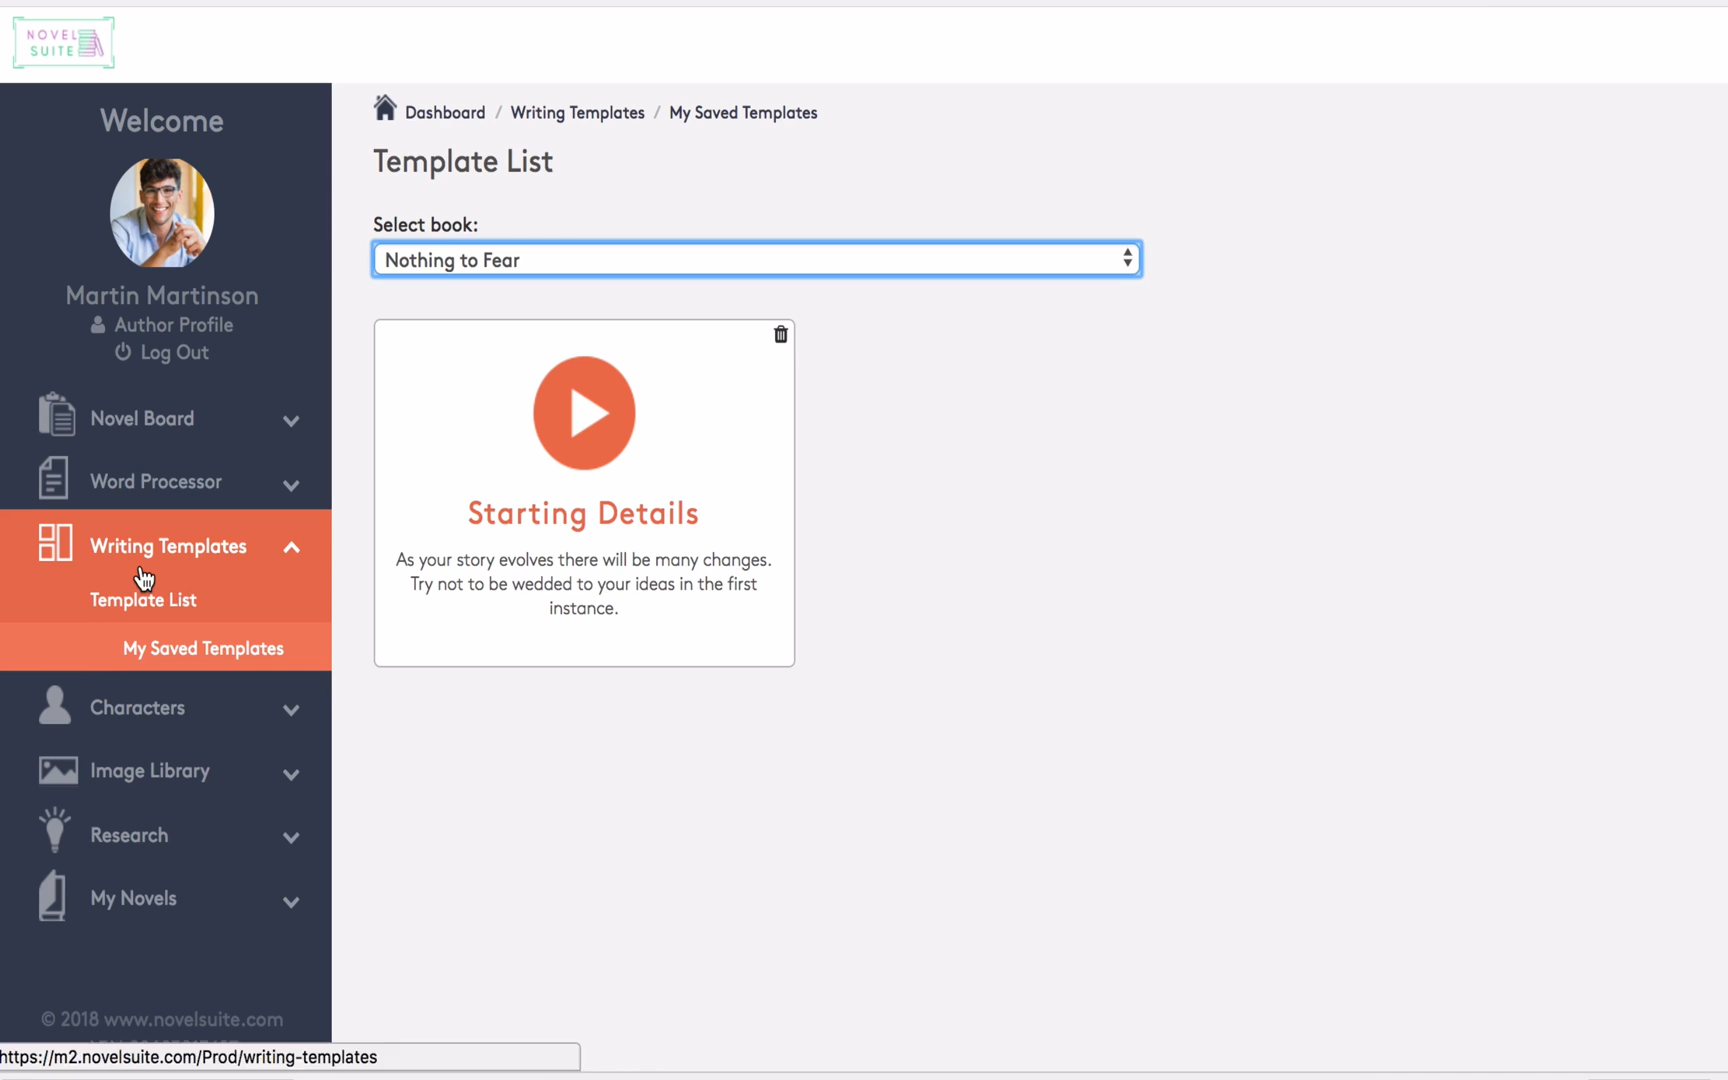 NOVEL
SUITE
Welcome
Martin Martinson
Author Profile
Log Out
Novel Board
Word Processor
Writing Templates
Template List
My Saved Templates
Characters
Image Library
Research
My Novels
© 2018 www.novelsuite.com
https://m2.novelsuite.com/Prod/writing-templates
Dashboard / Writing Templates / My Saved Templates
Template List
Select book:
Nothing to Fear
Starting Details
As your story evolves there will be many changes.
Try not to be wedded to your ideas in the first
instance.